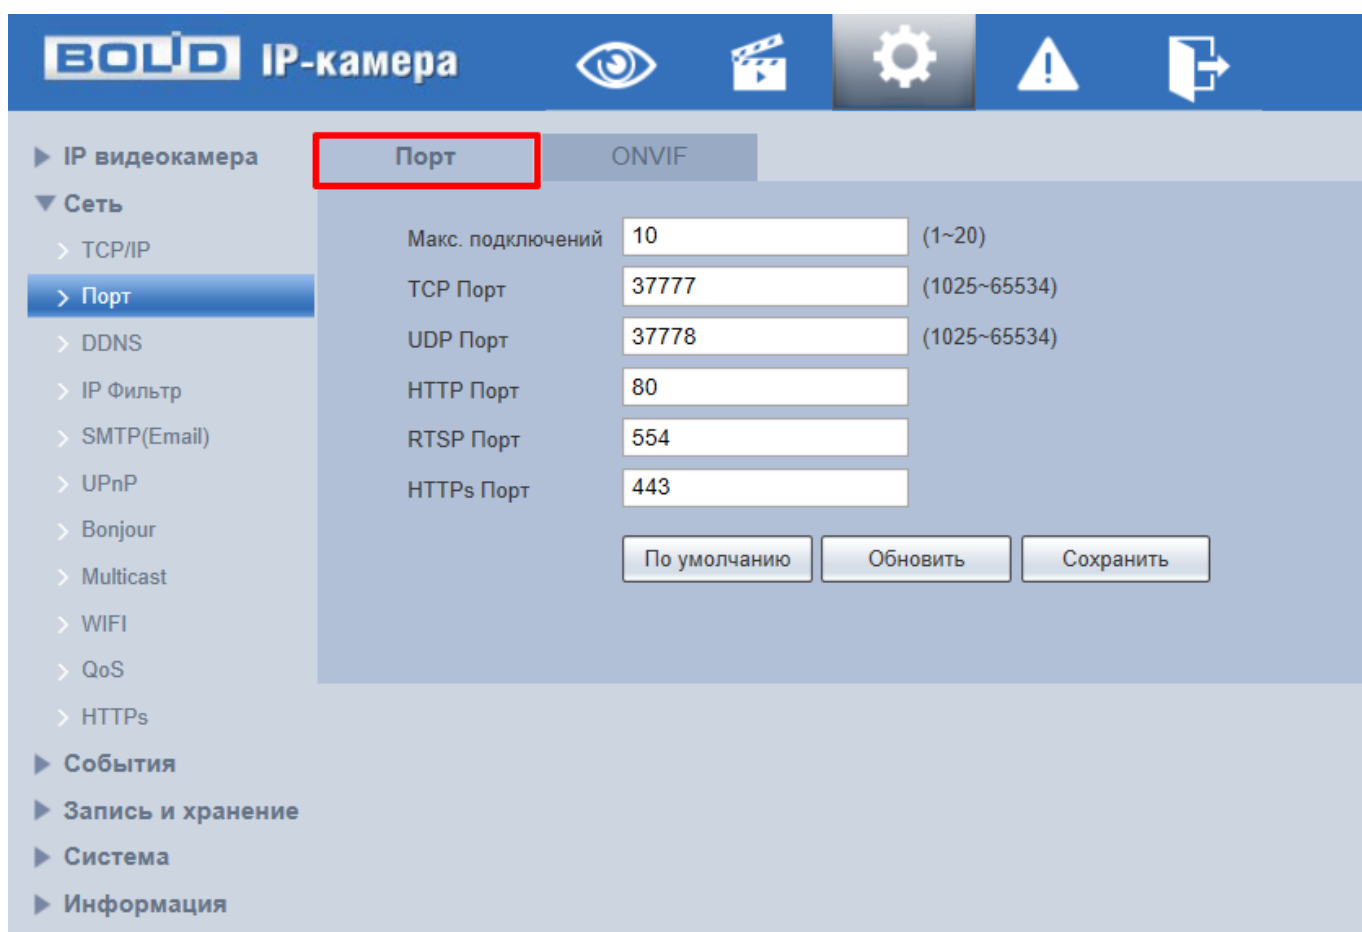 BOLID IP-камера
IP видеокамера
Сеть
TCP/IP
Порт
DDNS
IP Фильтр
SMTP(Email)
UPnP
Bonjour
Multicast
WIFI
QoS
HTTPs
События
Запись и хранение
Система
Информация
Порт ONVIF
Макс. подключений 10 (1~20)
TCP Порт 37777 (1025~65534)
UDP Порт 37778 (1025~65534)
HTTP Порт 80
RTSP Порт 554
HTTPs Порт 443
По умолчанию Обновить Сохранить